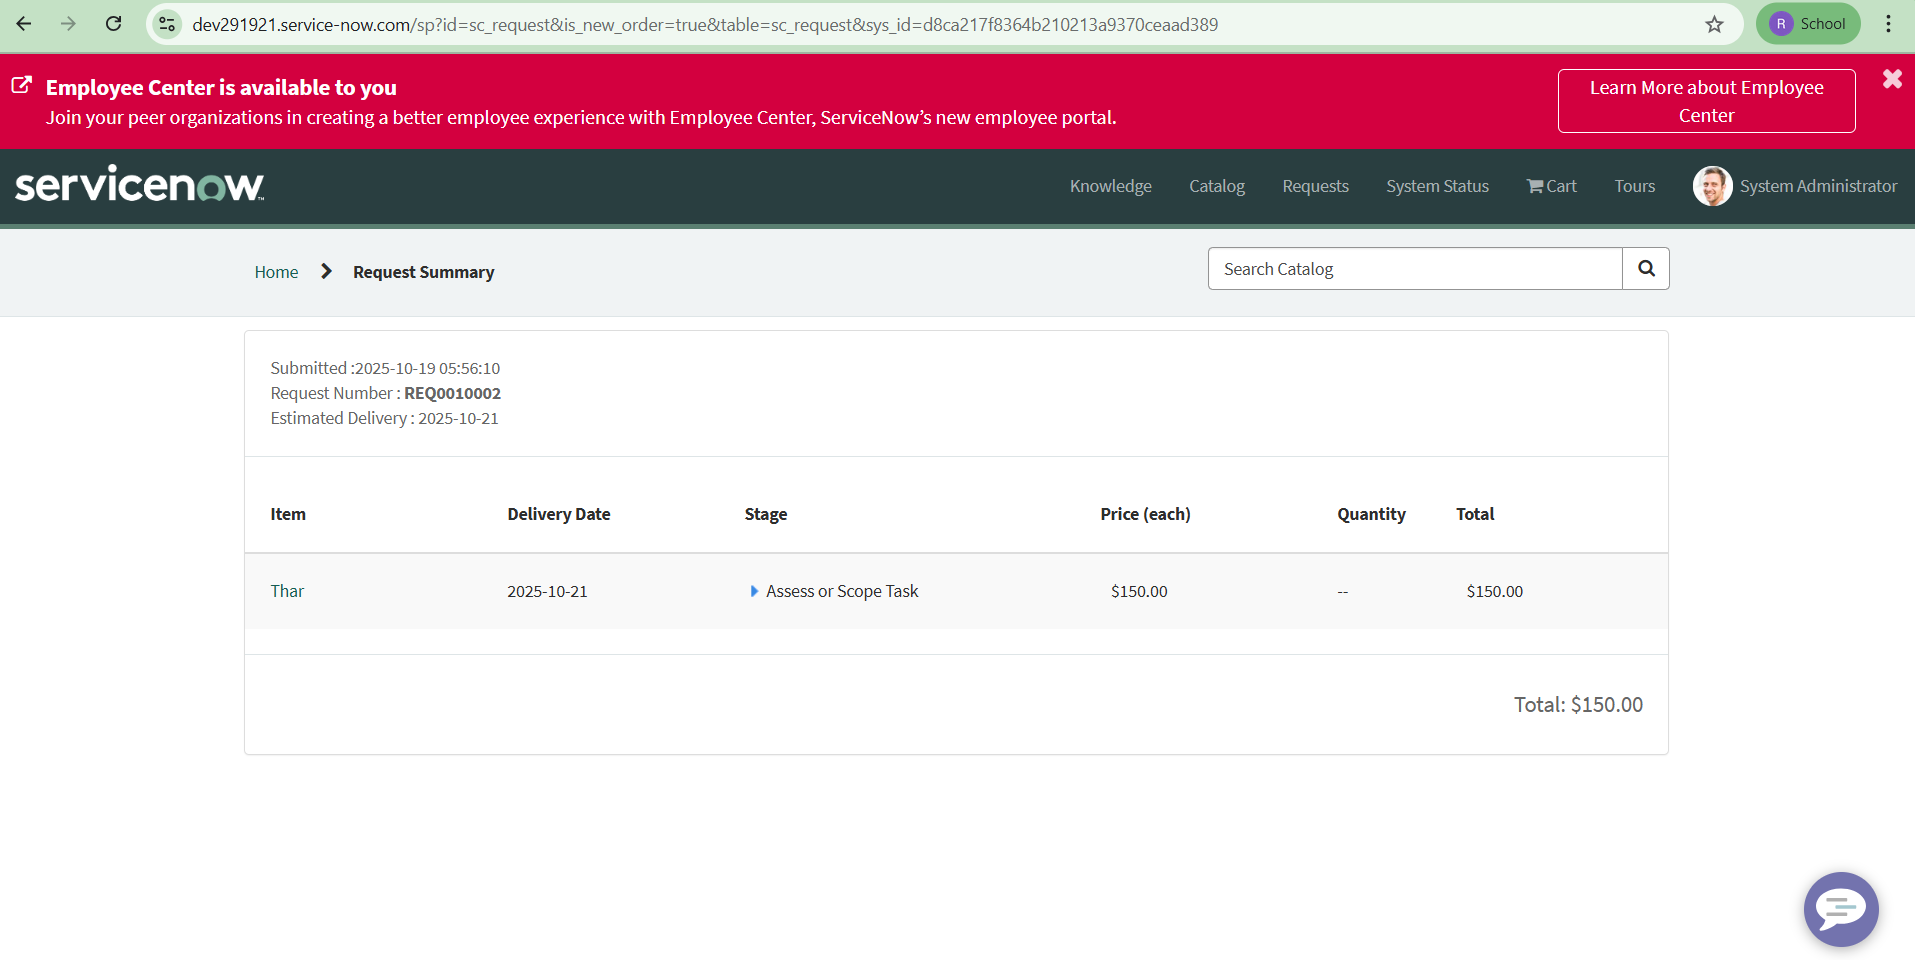 dev291921.service-now.com/sp?id=sc_request&is_new_order=true&table=sc_request&sys_id=d8ca217f8364b210213a9370ceaad389
R School
Employee Center is available to you
Join your peer organizations in creating a better employee experience with Employee Center, ServiceNow’s new employee portal.
Learn More about Employee
Center
servicenow™
Knowledge Catalog Requests System Status Cart Tours System Administrator
Home Request Summary
Search Catalog
Submitted :2025-10-19 05:56:10
Request Number : REQ0010002
Estimated Delivery : 2025-10-21
Item Delivery Date Stage Price (each) Quantity Total
Thar 2025-10-21 Assess or Scope Task $150.00 -- $150.00
Total: $150.00